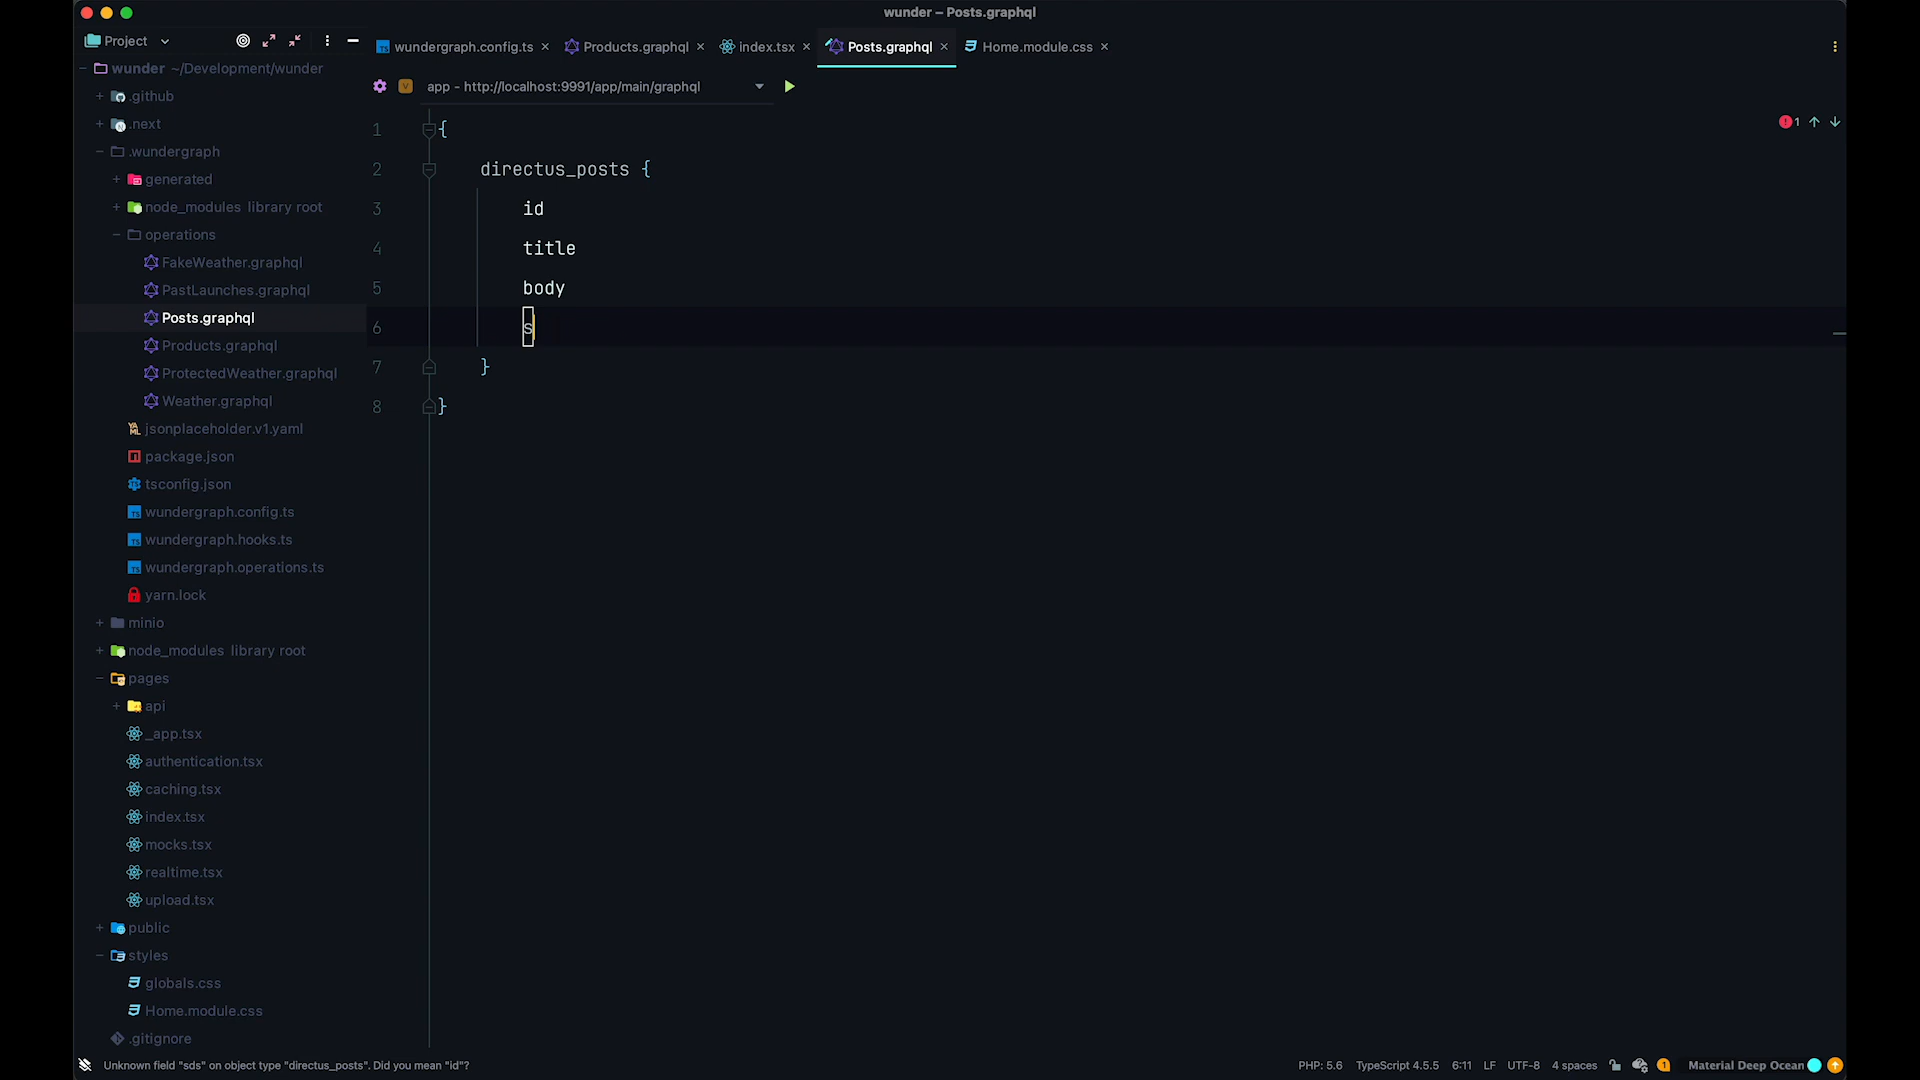 wunder – Posts.graphql
Project
wundergraph.config.ts
Products.graphql
index.tsx
Posts.graphql
Home.module.css
app - http://localhost:9991/app/main/graphql
wunder ~/Development/wunder
.github
.next
.wundergraph
generated
node_modules library root
operations
FakeWeather.graphql
PastLaunches.graphql
Posts.graphql
Products.graphql
ProtectedWeather.graphql
Weather.graphql
jsonplaceholder.v1.yaml
package.json
tsconfig.json
wundergraph.config.ts
wundergraph.hooks.ts
wundergraph.operations.ts
yarn.lock
minio
node_modules library root
pages
api
_app.tsx
authentication.tsx
caching.tsx
index.tsx
mocks.tsx
realtime.tsx
upload.tsx
public
styles
globals.css
Home.module.css
.gitignore
1 {
2 directus_posts {
3 id
4 title
5 body
6 s
7 }
8 }
1
Unknown field "sds" on object type "directus_posts". Did you mean "id"?
PHP: 5.6 TypeScript 4.5.5 6:11 LF UTF-8 4 spaces 1 Material Deep Ocean